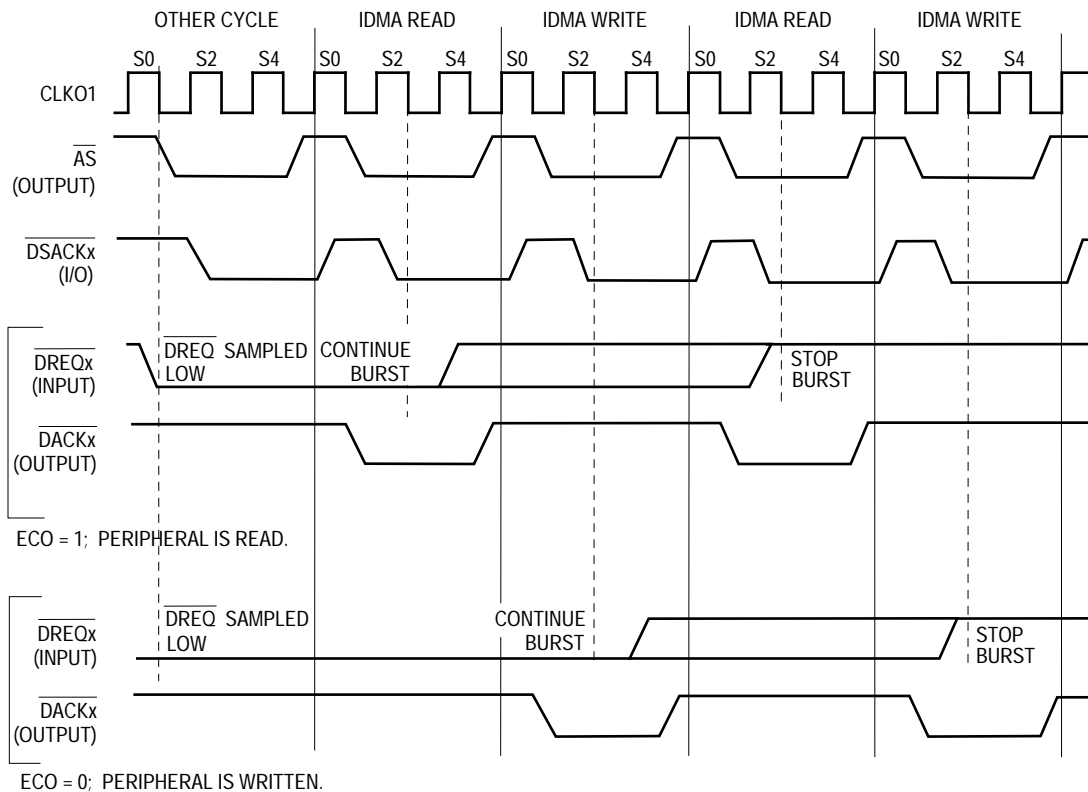 OTHER CYCLE IDMA READ IDMA WRITE IDMA READ IDMA WRITE
S0 S2 S4 S0 S2 S4 S0 S2 S4 S0 S2 S4 S0 S2 S4
CLKO1
AS
(OUTPUT)
DSACKx
(I/O)
DREQx
(INPUT)
DREQ SAMPLED
LOW
CONTINUE
BURST
STOP
BURST
DACKx
(OUTPUT)
ECO = 1; PERIPHERAL IS READ.
DREQx
(INPUT)
DREQ SAMPLED
LOW
CONTINUE
BURST
STOP
BURST
DACKx
(OUTPUT)
ECO = 0; PERIPHERAL IS WRITTEN.